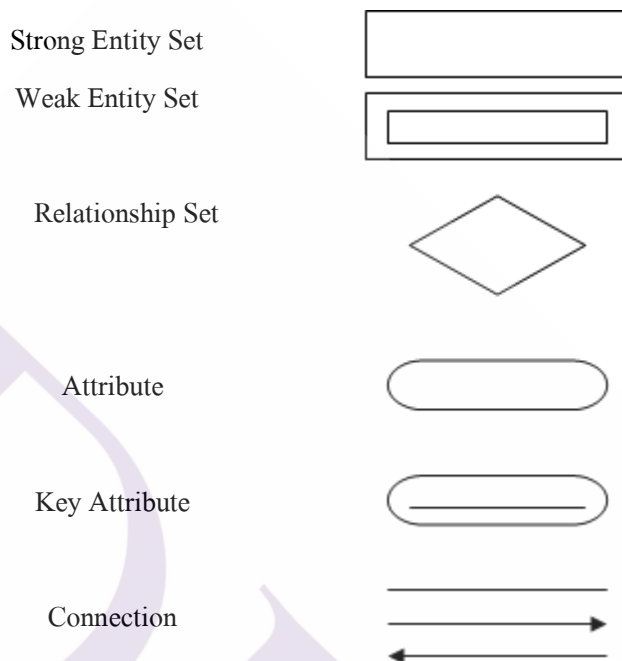 Strong Entity Set
Weak Entity Set
Relationship Set
Attribute
Key Attribute
Connection